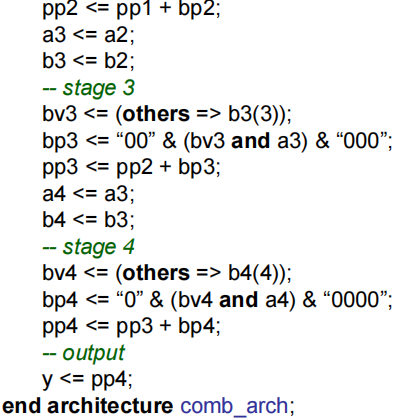 pp2 <= pp1 + bp2;
a3 <= a2;
b3 <= b2;
-- stage 3
bv3 <= (others => b3(3));
bp3 <= “00” & (bv3 and a3) & “000”;
pp3 <= pp2 + bp3;
a4 <= a3;
b4 <= b3;
-- stage 4
bv4 <= (others => b4(4));
bp4 <= “0” & (bv4 and a4) & “0000”;
pp4 <= pp3 + bp4;
-- output
y <= pp4;
end architecture comb_arch;